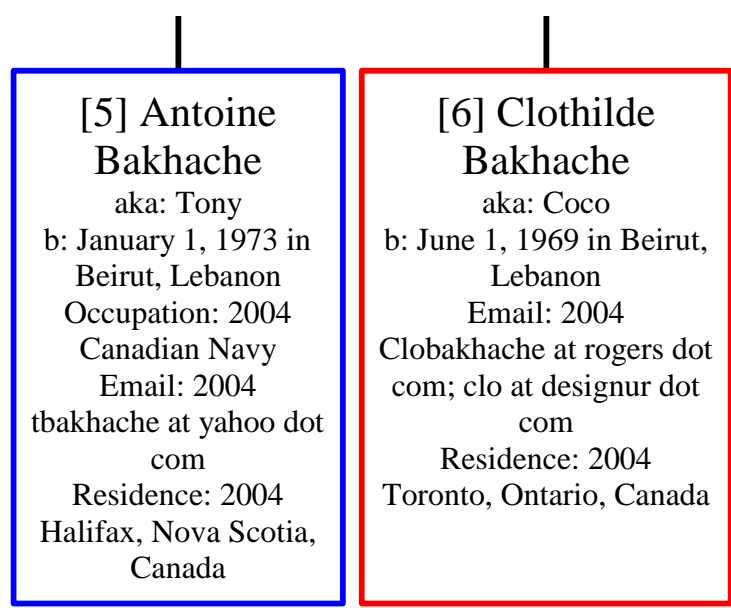 [5] Antoine
Bakhache
aka: Tony
b: January 1, 1973 in
Beirut, Lebanon
Occupation: 2004
Canadian Navy
Email: 2004
tbakhache at yahoo dot
com
Residence: 2004
Halifax, Nova Scotia,
Canada
[6] Clothilde
Bakhache
aka: Coco
b: June 1, 1969 in Beirut,
Lebanon
Email: 2004
Clobakhache at rogers dot
com; clo at designur dot
com
Residence: 2004
Toronto, Ontario, Canada